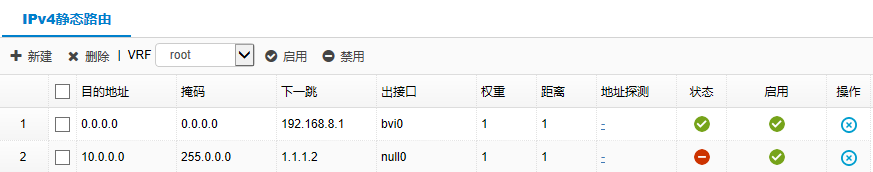 IPv4静态路由
新建 删除 | VRF root 启用 禁用
目的地址 掩码 下一跳 出接口 权重 距离 地址探测 状态 启用 操作
1 0.0.0.0 0.0.0.0 192.168.8.1 bvi0 1 1 -
2 10.0.0.0 255.0.0.0 1.1.1.2 null0 1 1 -